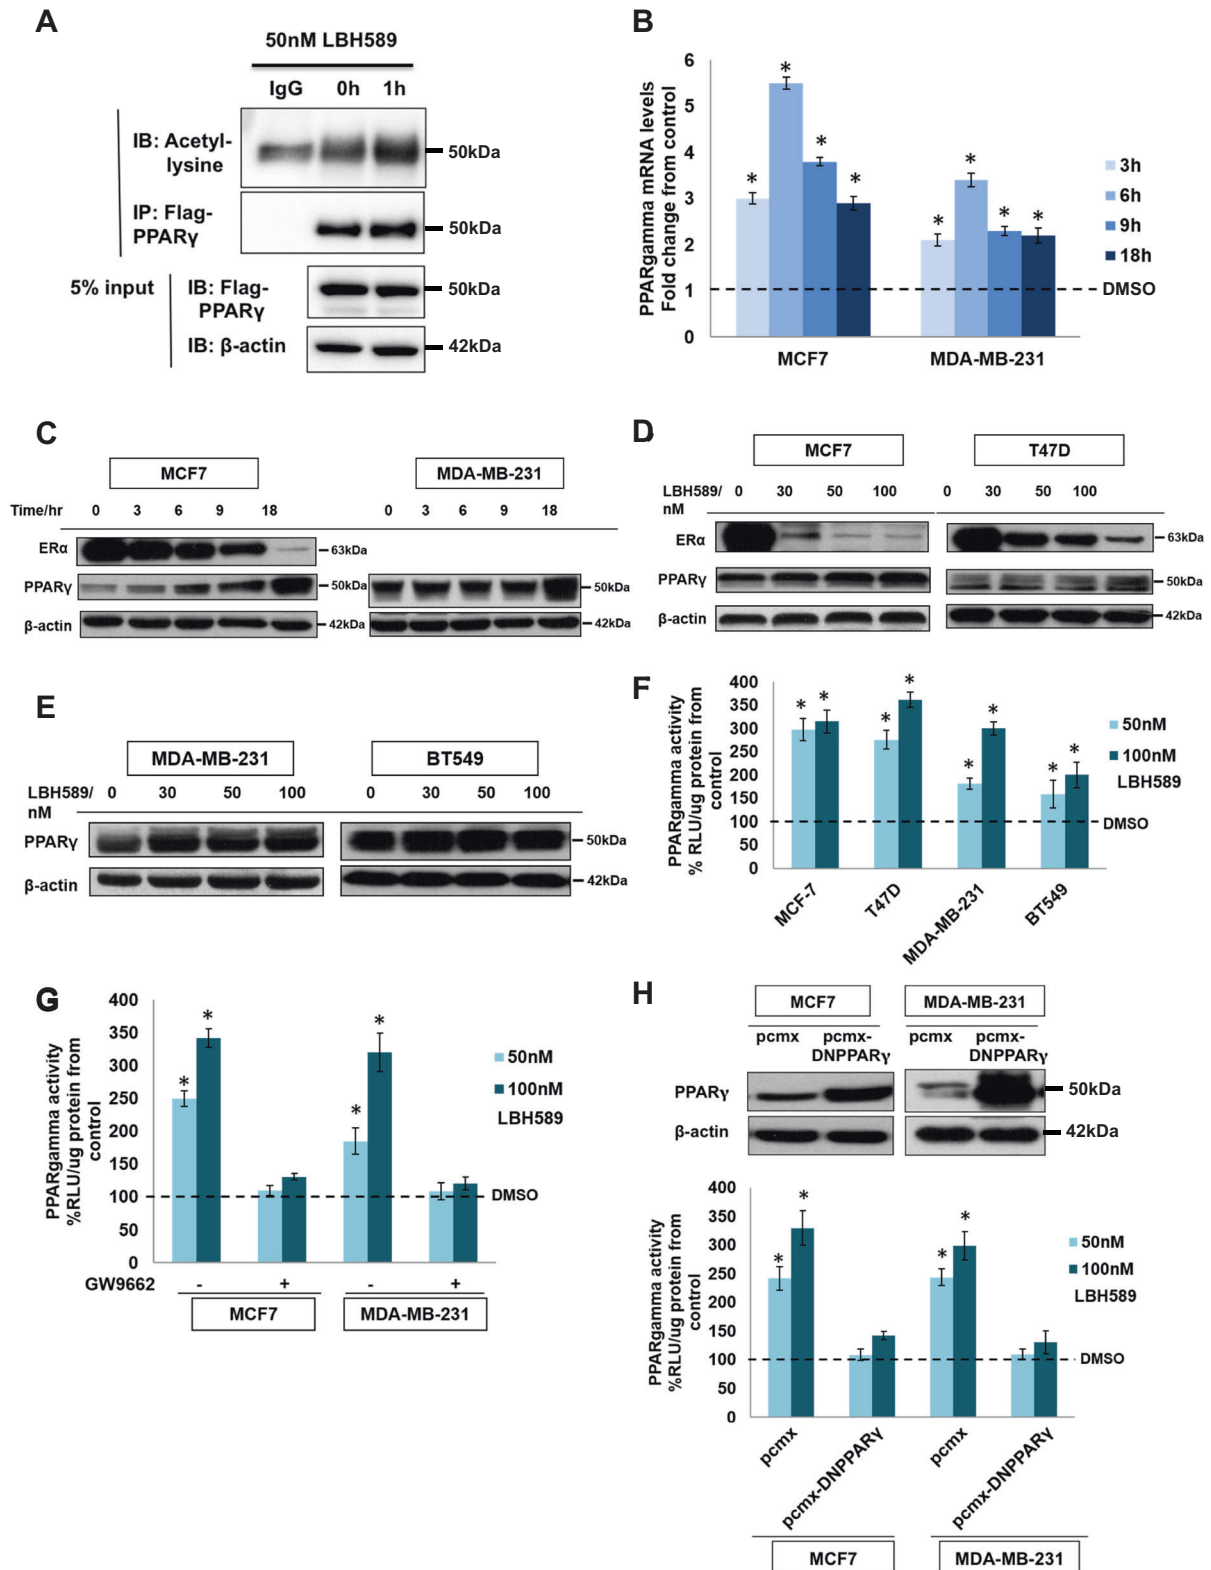 A
50nM LBH589
IgG 0h 1h
IB: Acetyl-
lysine
50kDa
IP: Flag-
PPARγ
50kDa
5% input
IB: Flag-
PPARγ
50kDa
IB: β-actin
42kDa
B
PPARgamma mRNA levels
Fold change from control
6
5
4
3
2
1
0
* * * * * * * *
3h
6h
9h
18h
DMSO
MCF7 MDA-MB-231
C
MCF7 MDA-MB-231
Time/hr 0 3 6 9 18 0 3 6 9 18
ERα 63kDa
PPARγ 50kDa 50kDa
β-actin 42kDa 42kDa
D
MCF7 T47D
LBH589/
nM
0 30 50 100 0 30 50 100
ERα 63kDa
PPARγ 50kDa
β-actin 42kDa
E
MDA-MB-231 BT549
LBH589/
nM
0 30 50 100 0 30 50 100
PPARγ 50kDa
β-actin 42kDa
F
PPARgamma activity
% RLU/ug protein from
control
400
350
300
250
200
150
100
50
0
* * * * * * * *
50nM
100nM
LBH589
DMSO
MCF-7 T47D MDA-MB-231 BT549
G
PPARgamma activity
%RLU/ug protein from
control
400
350
300
250
200
150
100
50
0
* * * *
50nM
100nM
LBH589
DMSO
GW9662 - + - +
MCF7 MDA-MB-231
H
MCF7 MDA-MB-231
pcmx pcmx-
DNPPARγ
pcmx pcmx-
DNPPARγ
PPARγ 50kDa
β-actin 42kDa
PPARgamma activity
%RLU/ug protein from
control
400
350
300
250
200
150
100
50
0
* * * *
50nM
100nM
LBH589
DMSO
pcmx pcmx-DNPPARγ pcmx pcmx-DNPPARγ
MCF7 MDA-MB-231